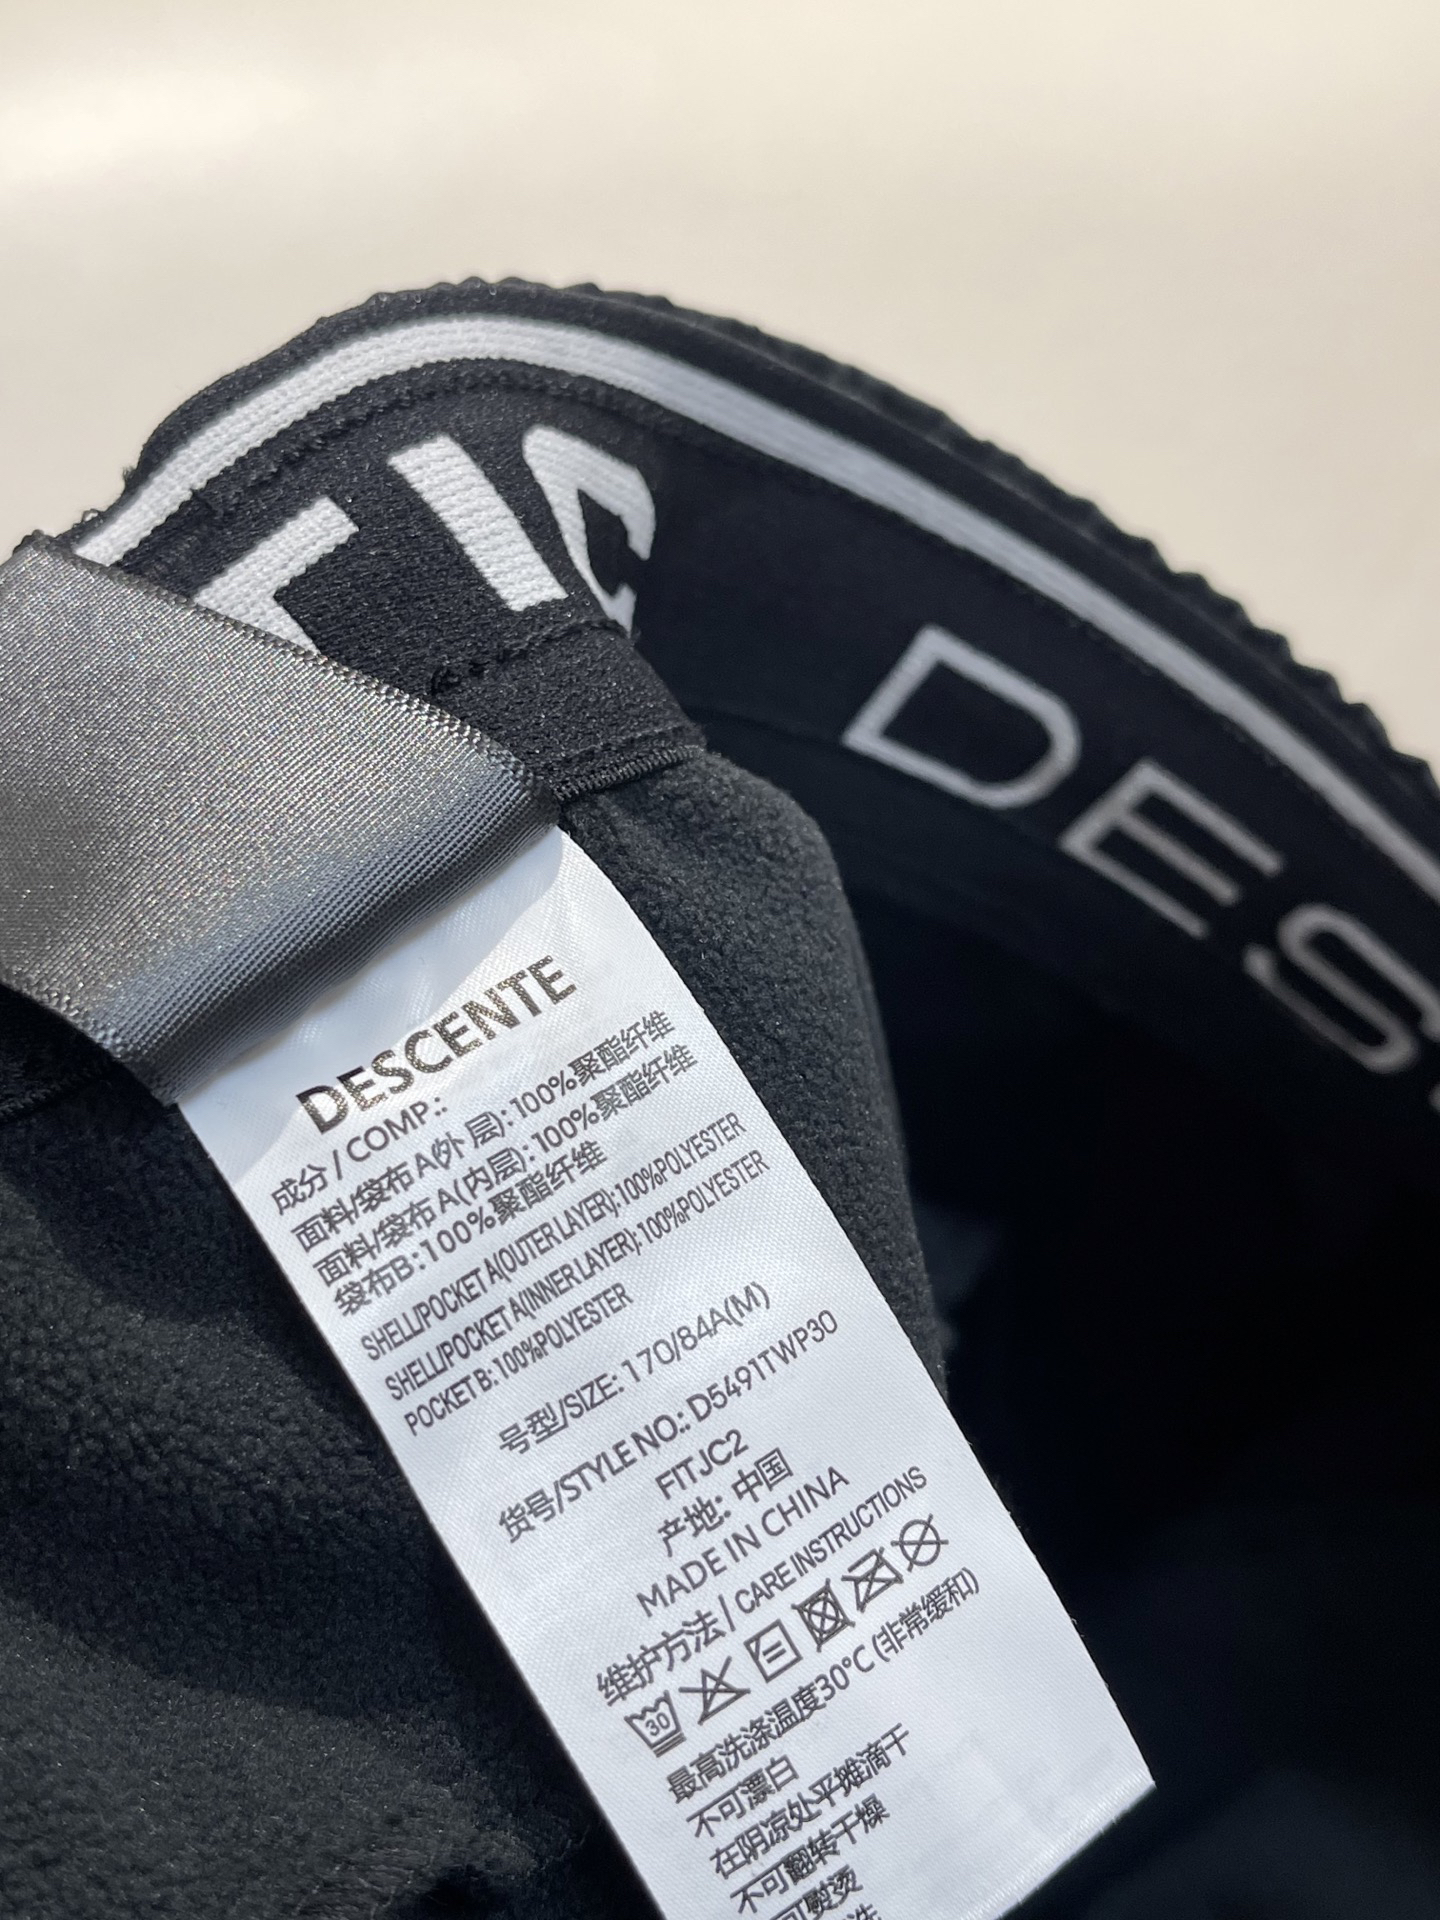 TIC
DES
DESCENTE
成分 / COMP::
面料/袋布 A(外 层): 100%聚酯纤维
面料/袋布 A(内层): 100%聚酯纤维
袋布B: 100%聚酯纤维
SHELL/POCKET A(OUTER LAYER): 100%POLYESTER
SHELL/POCKET A(INNER LAYER): 100%POLYESTER
POCKET B: 100%POLYESTER
号型/SIZE: 170/84A(M)
货号/STYLE NO.: D5491TWP30
FITJC2
产地: 中国
MADE IN CHINA
维护方法 / CARE INSTRUCTIONS
30
最高洗涤温度30°C (非常缓和)
不可漂白
在阴凉处平摊滴干
不可翻转干燥
可熨烫